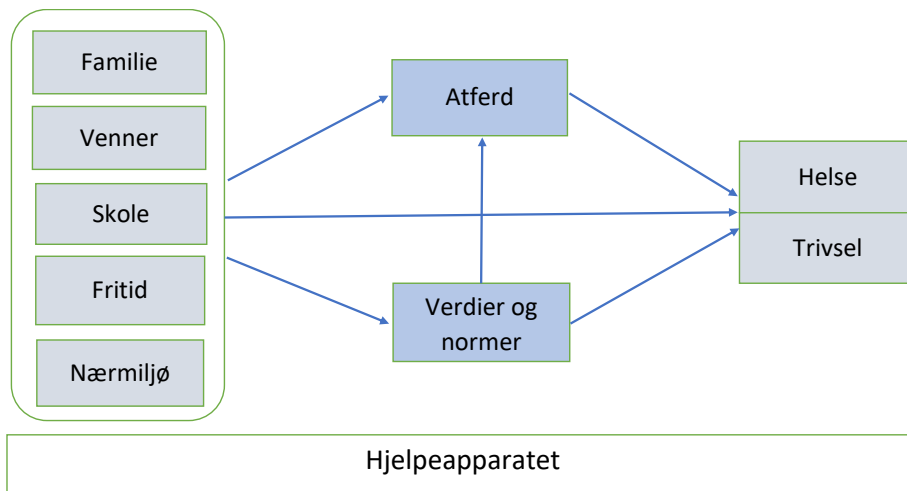 Familie
Venner
Skole
Fritid
Nærmiljø
Atferd
Verdier og
normer
Helse
Trivsel
Hjelpeapparatet